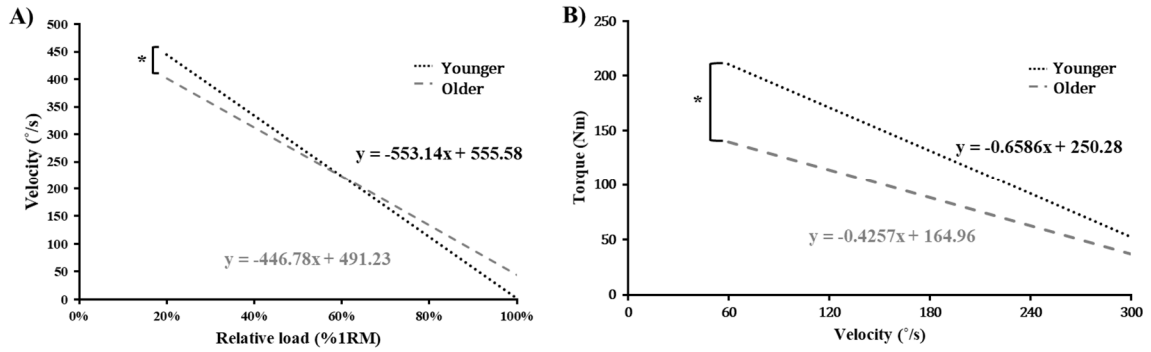 A)
Velocity (˚/s)
500
450
400
350
300
250
200
150
100
50
0
*
Younger
Older
y = -553.14x + 555.58
y = -446.78x + 491.23
0% 20% 40% 60% 80% 100%
Relative load (%1RM)
B)
Torque (Nm)
250
200
150
100
50
0
*
Younger
Older
y = -0.6586x + 250.28
y = -0.4257x + 164.96
0 60 120 180 240 300
Velocity (˚/s)